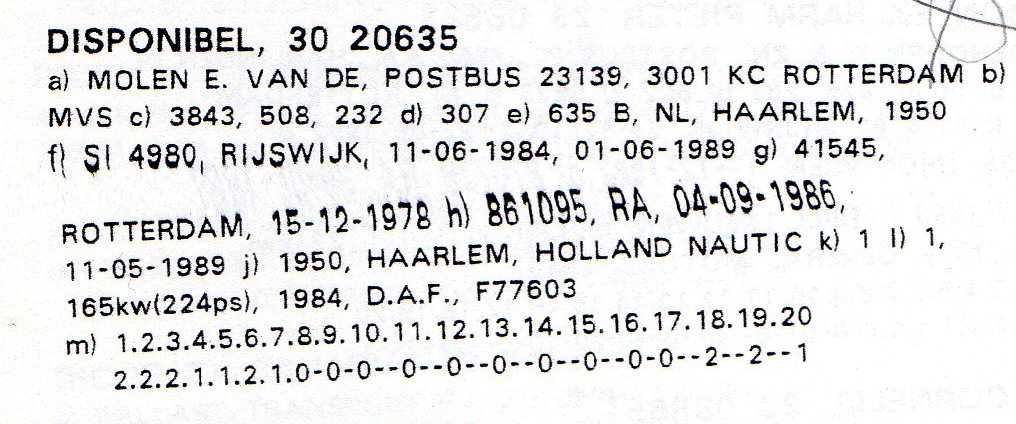 DISPONIBEL, 30 20635
a) MOLEN E. VAN DE, POSTBUS 23139, 3001 KC ROTTERDAM b)
MVS c) 3843, 508, 232 d) 307 e) 635 B, NL, HAARLEM, 1950
f) SI 4980, RIJSWIJK, 11-06-1984, 01-06-1989 g) 41545,
ROTTERDAM, 15-12-1978 h) 861095, RA, 04-09-1986,
11-05-1989 j) 1950, HAARLEM, HOLLAND NAUTIC k) 1 l) 1,
165kw(224ps), 1984, D.A.F., F77603
m) 1.2.3.4.5.6.7.8.9.10.11.12.13.14.15.16.17.18.19.20
2.2.2.1.1.2.1.0-0-0--0--0--0--0--0--0-0--2--2--1